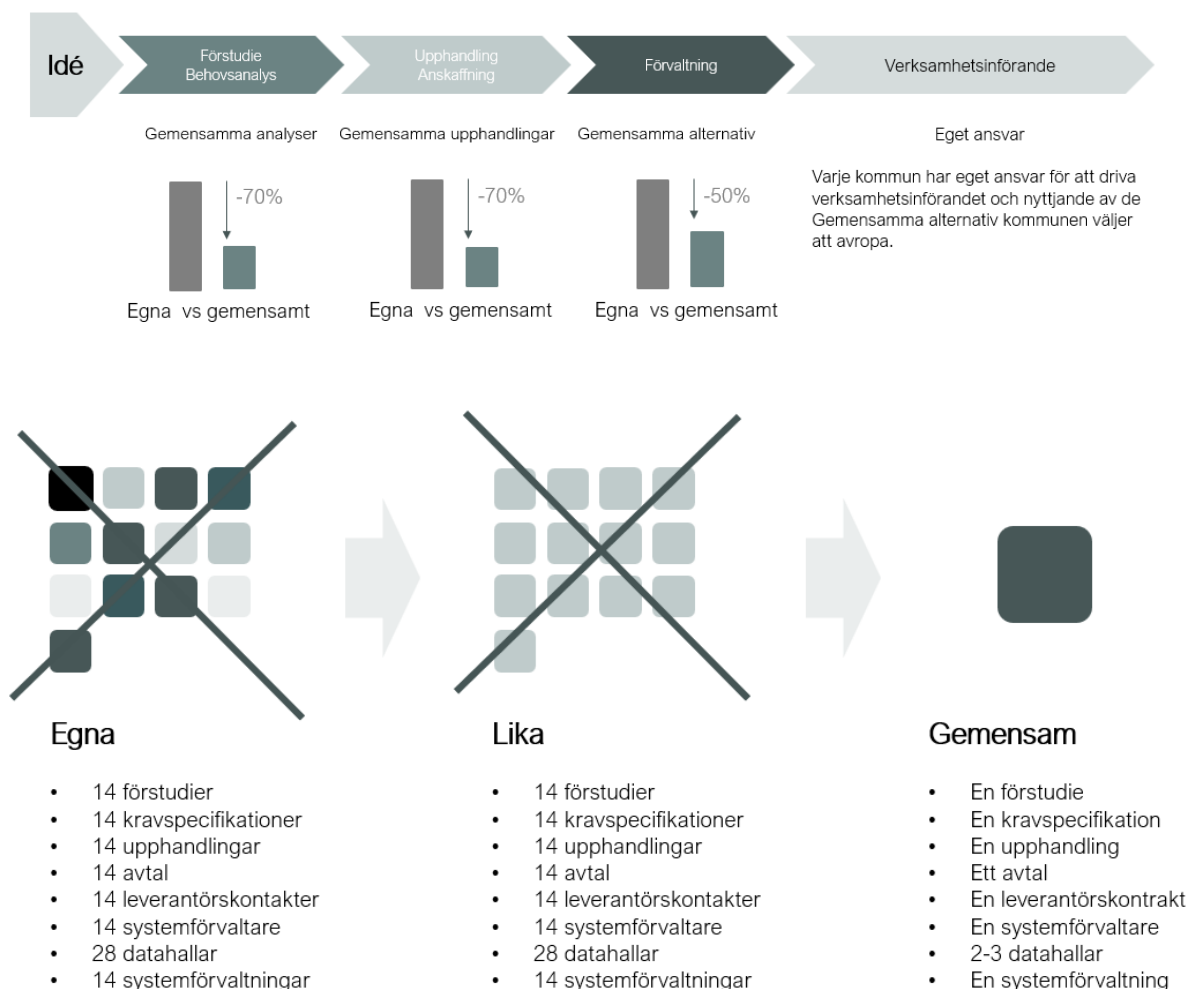 Idé
Förstudie
Behovsanalys
Upphandling
Anskaffning
Förvaltning
Verksamhetsinförande
Gemensamma analyser
Gemensamma upphandlingar
Gemensamma alternativ
Eget ansvar
Varje kommun har eget ansvar för att driva
verksamhetsinförandet och nyttjande av de
Gemensamma alternativ kommunen väljer
att avropa.
-70%
-70%
-50%
Egna vs gemensamt
Egna vs gemensamt
Egna vs gemensamt
Egna
• 14 förstudier
• 14 kravspecifikationer
• 14 upphandlingar
• 14 avtal
• 14 leverantörskontakter
• 14 systemförvaltare
• 28 datahallar
• 14 systemförvaltningar
Lika
• 14 förstudier
• 14 kravspecifikationer
• 14 upphandlingar
• 14 avtal
• 14 leverantörskontakter
• 14 systemförvaltare
• 28 datahallar
• 14 systemförvaltningar
Gemensam
• En förstudie
• En kravspecifikation
• En upphandling
• Ett avtal
• En leverantörskontrakt
• En systemförvaltare
• 2-3 datahallar
• En systemförvaltning